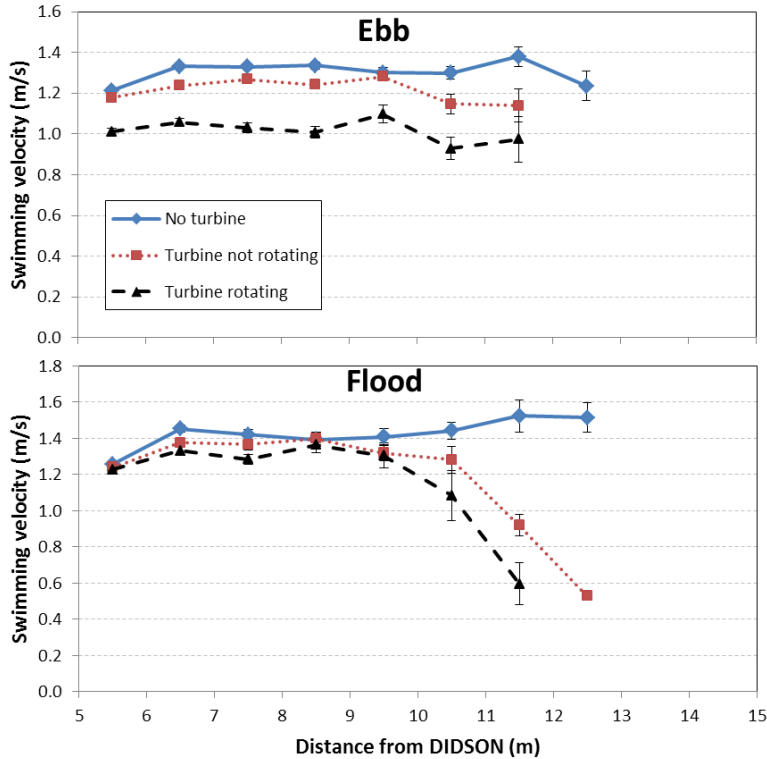 Ebb
Swimming velocity (m/s)
1.6
1.4
1.2
1.0
0.8
0.6
0.4
0.2
0.0
No turbine
Turbine not rotating
Turbine rotating
Flood
Swimming velocity (m/s)
1.8
1.6
1.4
1.2
1.0
0.8
0.6
0.4
0.2
0.0
5 6 7 8 9 10 11 12 13 14 15
Distance from DIDSON (m)